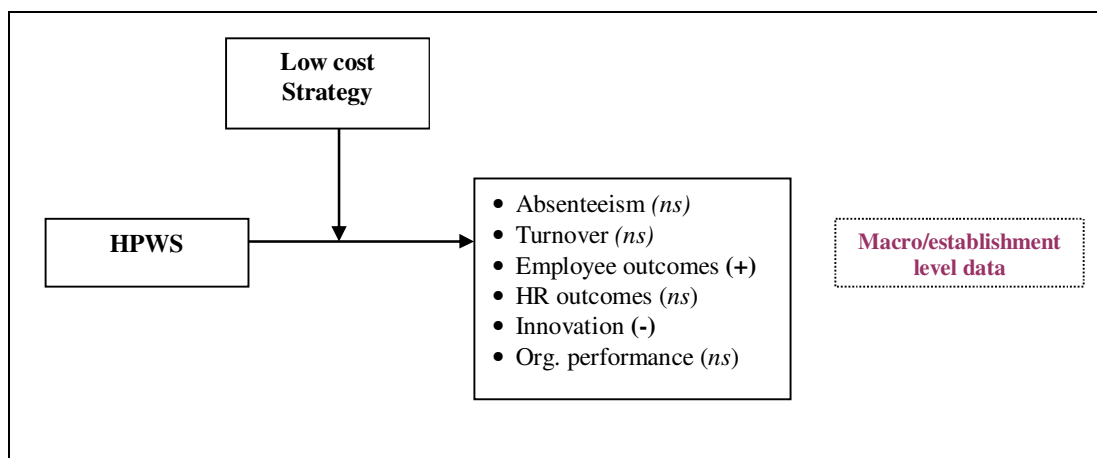 Low cost
Strategy
HPWS
• Absenteeism (ns)
• Turnover (ns)
• Employee outcomes (+)
• HR outcomes (ns)
• Innovation (-)
• Org. performance (ns)
Macro/establishment
level data